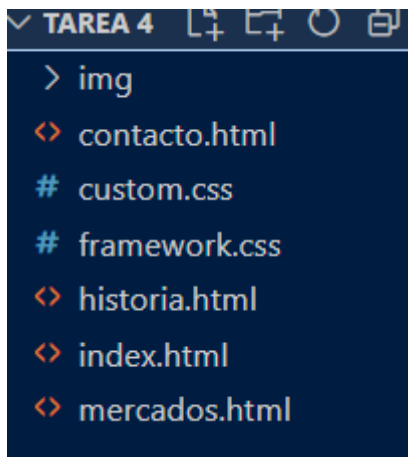 TAREA 4
img
<> contacto.html
# custom.css
# framework.css
<> historia.html
<> index.html
<> mercados.html